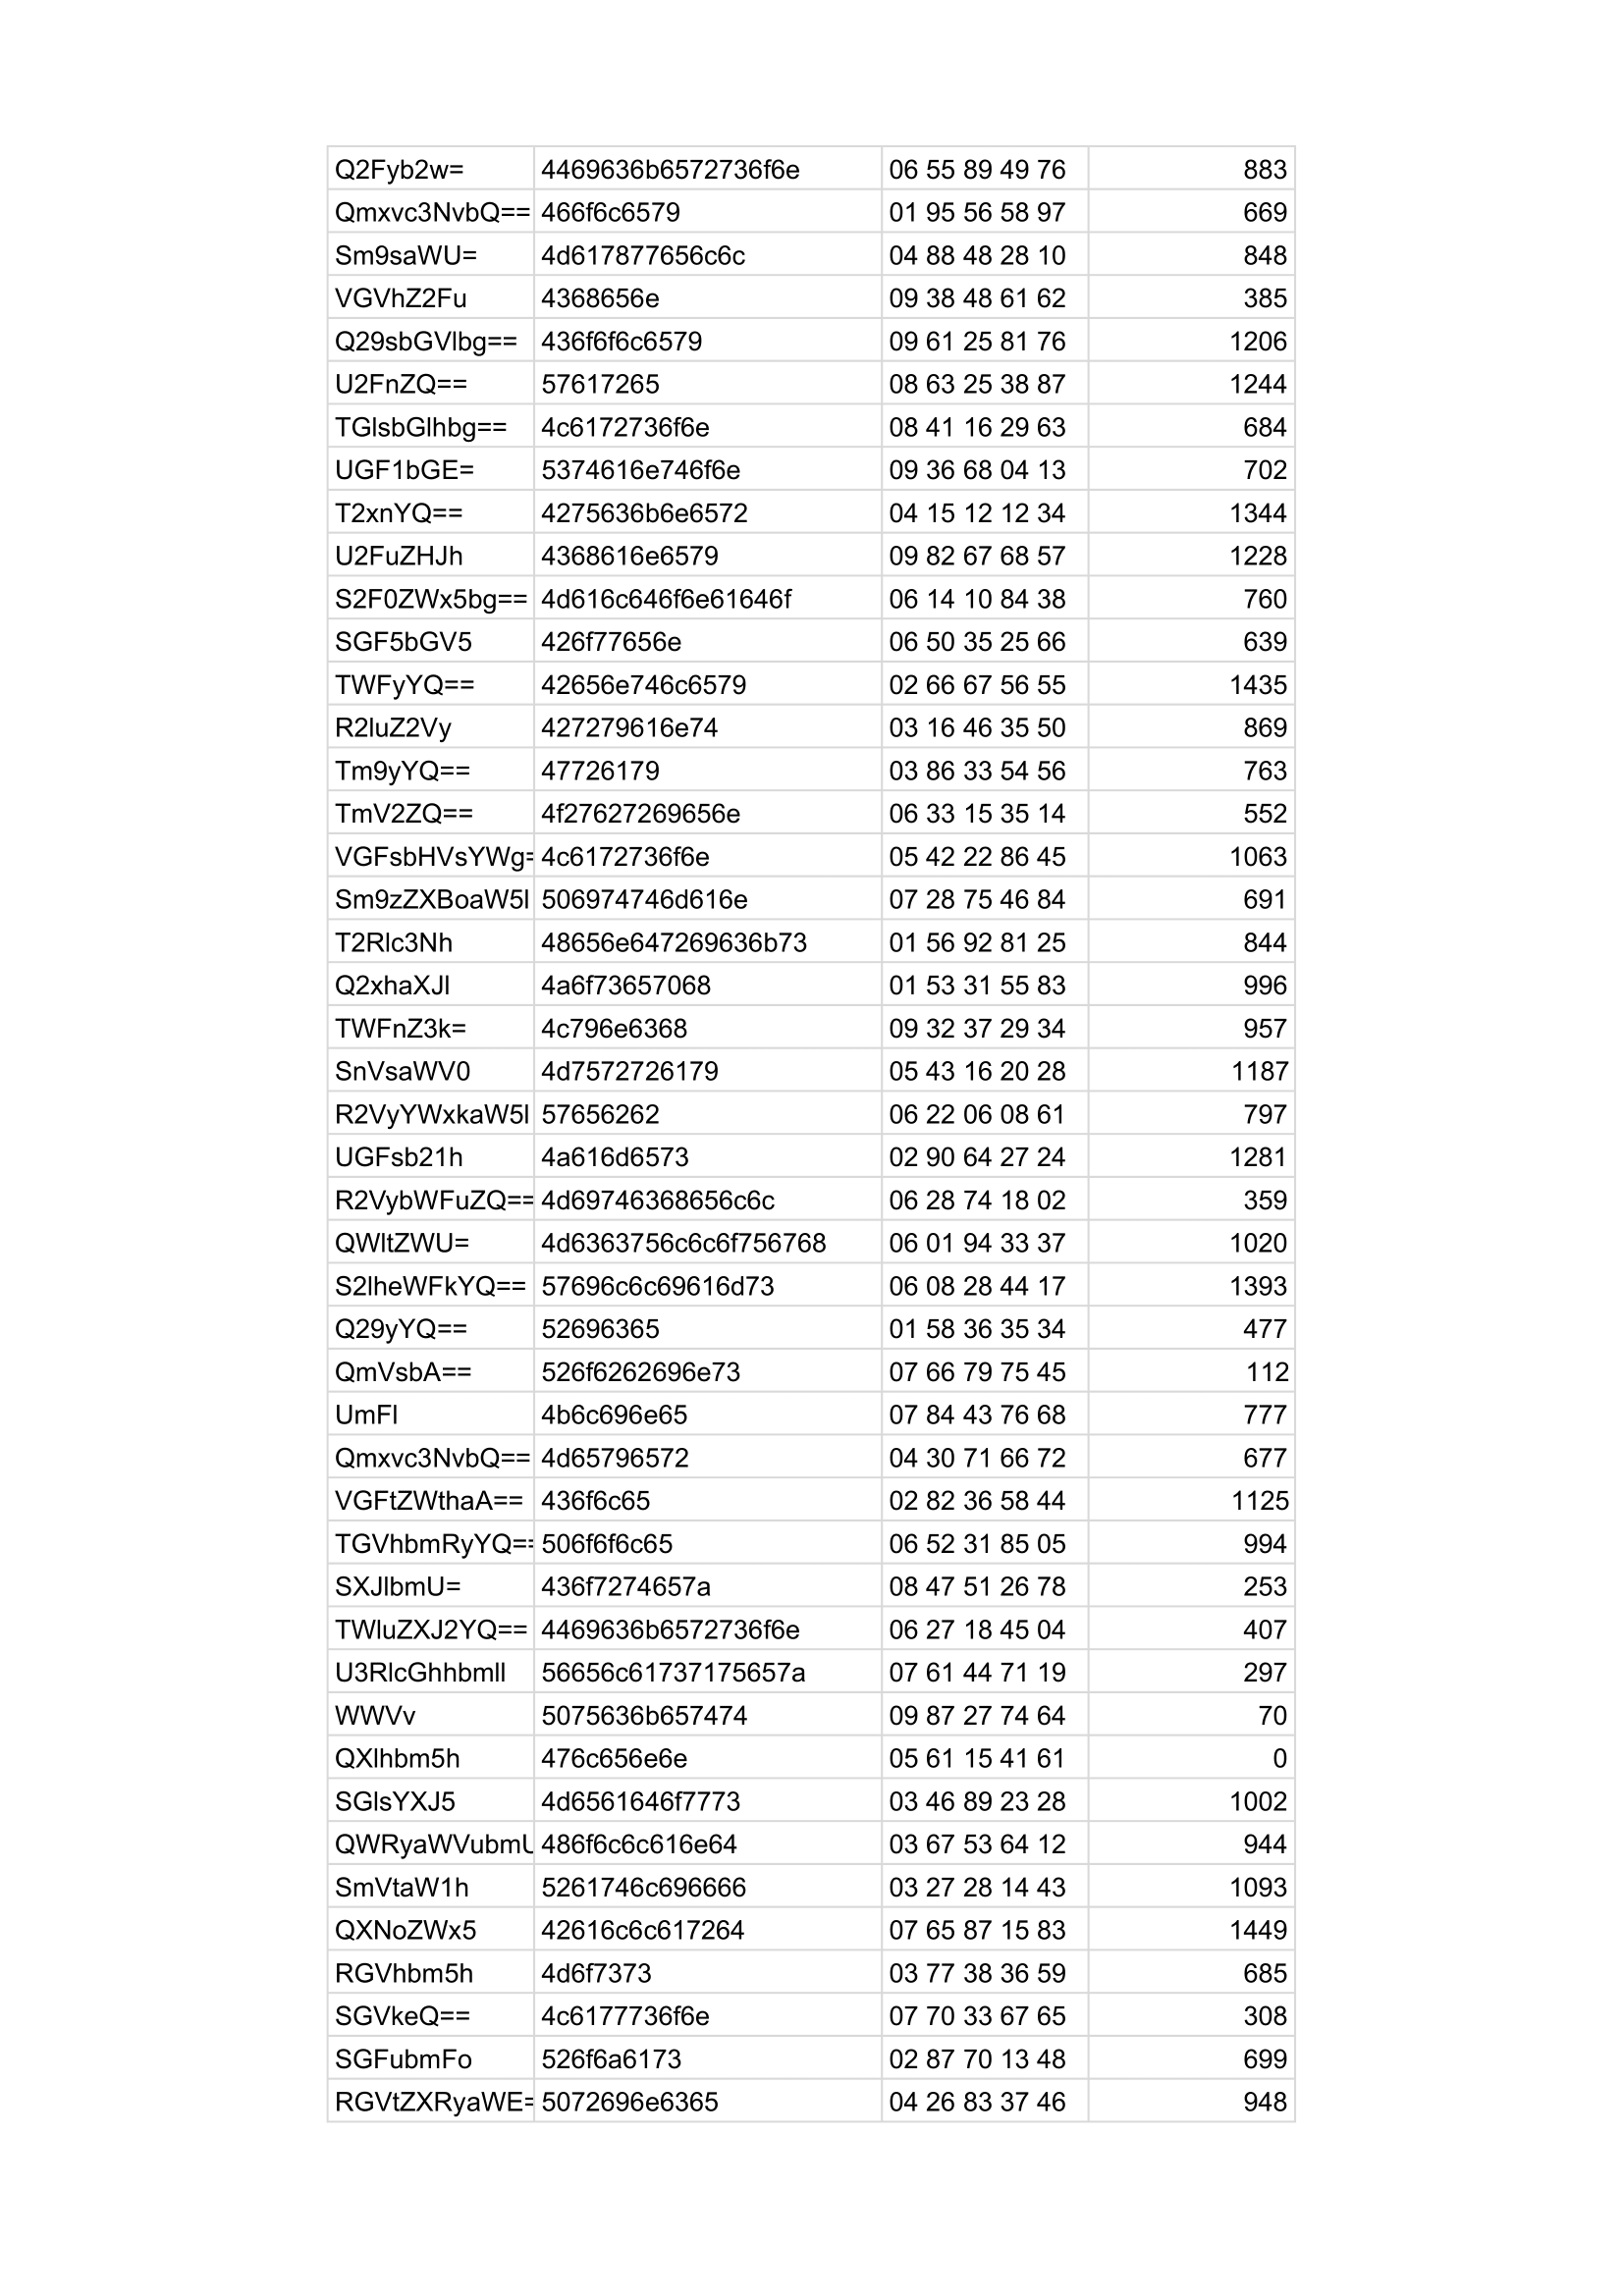 Q2Fyb2w= 4469636b6572736f6e 06 55 89 49 76 883
Qmxvc3NvbQ== 466f6c6579 01 95 56 58 97 669
Sm9saWU= 4d617877656c6c 04 88 48 28 10 848
VGVhZ2Fu 4368656e 09 38 48 61 62 385
Q29sbGVlbg== 436f6f6c6579 09 61 25 81 76 1206
U2FnZQ== 57617265 08 63 25 38 87 1244
TGlsbGlhbg== 4c6172736f6e 08 41 16 29 63 684
UGF1bGE= 5374616e746f6e 09 36 68 04 13 702
T2xnYQ== 4275636b6e6572 04 15 12 12 34 1344
U2FuZHJh 4368616e6579 09 82 67 68 57 1228
S2F0ZWx5bg== 4d616c646f6e61646f 06 14 10 84 38 760
SGF5bGV5 426f77656e 06 50 35 25 66 639
TWFyYQ== 42656e746c6579 02 66 67 56 55 1435
R2luZ2Vy 427279616e74 03 16 46 35 50 869
Tm9yYQ== 47726179 03 86 33 54 56 763
TmV2ZQ== 4f27627269656e 06 33 15 35 14 552
VGFsbHVsYWg= 4c6172736f6e 05 42 22 86 45 1063
Sm9zZXBoaW5l 506974746d616e 07 28 75 46 84 691
T2Rlc3Nh 48656e647269636b73 01 56 92 81 25 844
Q2xhaXJl 4a6f73657068 01 53 31 55 83 996
TWFnZ3k= 4c796e6368 09 32 37 29 34 957
SnVsaWV0 4d7572726179 05 43 16 20 28 1187
R2VyYWxkaW5l 57656262 06 22 06 08 61 797
UGFsb21h 4a616d6573 02 90 64 27 24 1281
R2VybWFuZQ== 4d69746368656c6c 06 28 74 18 02 359
QWltZWU= 4d6363756c6c6f756768 06 01 94 33 37 1020
S2lheWFkYQ== 57696c6c69616d73 06 08 28 44 17 1393
Q29yYQ== 52696365 01 58 36 35 34 477
QmVsbA== 526f6262696e73 07 66 79 75 45 112
UmFl 4b6c696e65 07 84 43 76 68 777
Qmxvc3NvbQ== 4d65796572 04 30 71 66 72 677
VGFtZWthaA== 436f6c65 02 82 36 58 44 1125
TGVhbmRyYQ== 506f6f6c65 06 52 31 85 05 994
SXJlbmU= 436f7274657a 08 47 51 26 78 253
TWluZXJ2YQ== 4469636b6572736f6e 06 27 18 45 04 407
U3RlcGhhbmll 56656c61737175657a 07 61 44 71 19 297
WWVv 5075636b657474 09 87 27 74 64 70
QXlhbm5h 476c656e6e 05 61 15 41 61 0
SGlsYXJ5 4d6561646f7773 03 46 89 23 28 1002
QWRyaWVubmU 486f6c6c616e64 03 67 53 64 12 944
SmVtaW1h 5261746c696666 03 27 28 14 43 1093
QXNoZWx5 42616c6c617264 07 65 87 15 83 1449
RGVhbm5h 4d6f7373 03 77 38 36 59 685
SGVkeQ== 4c6177736f6e 07 70 33 67 65 308
SGFubmFo 526f6a6173 02 87 70 13 48 699
RGVtZXRyaWE= 5072696e6365 04 26 83 37 46 948